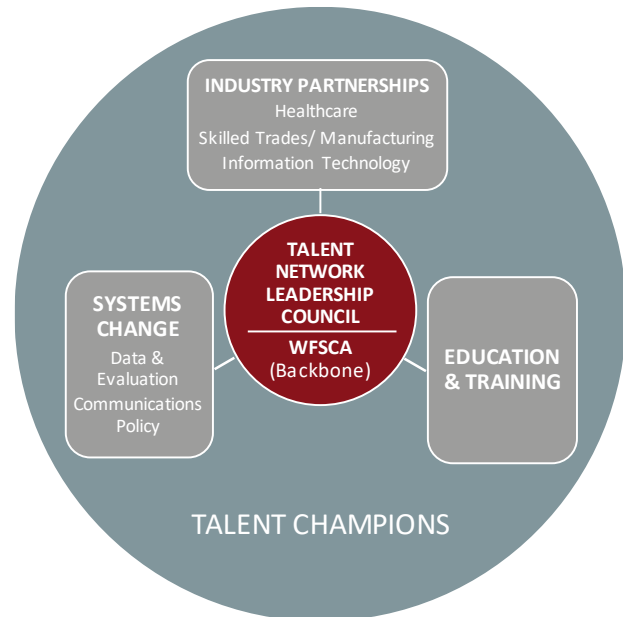 INDUSTRY PARTNERSHIPS
Healthcare
Skilled Trades/ Manufacturing
Information Technology
TALENT
NETWORK
LEADERSHIP
COUNCIL
WFSCA
(Backbone)
SYSTEMS
CHANGE
Data &
Evaluation
Communications
Policy
EDUCATION
& TRAINING
TALENT CHAMPIONS